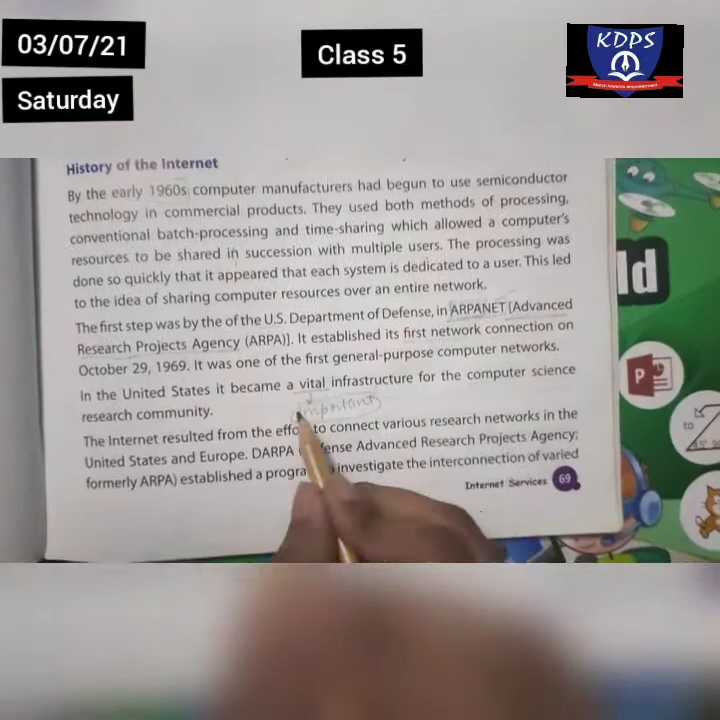 03/07/21
Saturday
Class 5
KDPS
History of the Internet
By the early 1960s computer manufacturers had begun to use semiconductor
technology in commercial products. They used both methods of processing,
conventional batch-processing and time-sharing which allowed a computer's
resources to be shared in succession with multiple users. The processing was
done so quickly that it appeared that each system is dedicated to a user. This led
to the idea of sharing computer resources over an entire network.
The first step was by the of the U.S. Department of Defense, in ARPANET [Advanced
Research Projects Agency (ARPA)]. It established its first network connection on
October 29, 1969. It was one of the first general-purpose computer networks.
In the United States it became a vital infrastructure for the computer science
important
research community.
The Internet resulted from the to connect various research networks in the
United States and Europe. DARPA Advanced Research Projects Agency,
formerly ARPA) established a investigate the interconnection of varied
Internet Services 69
ld
P
to